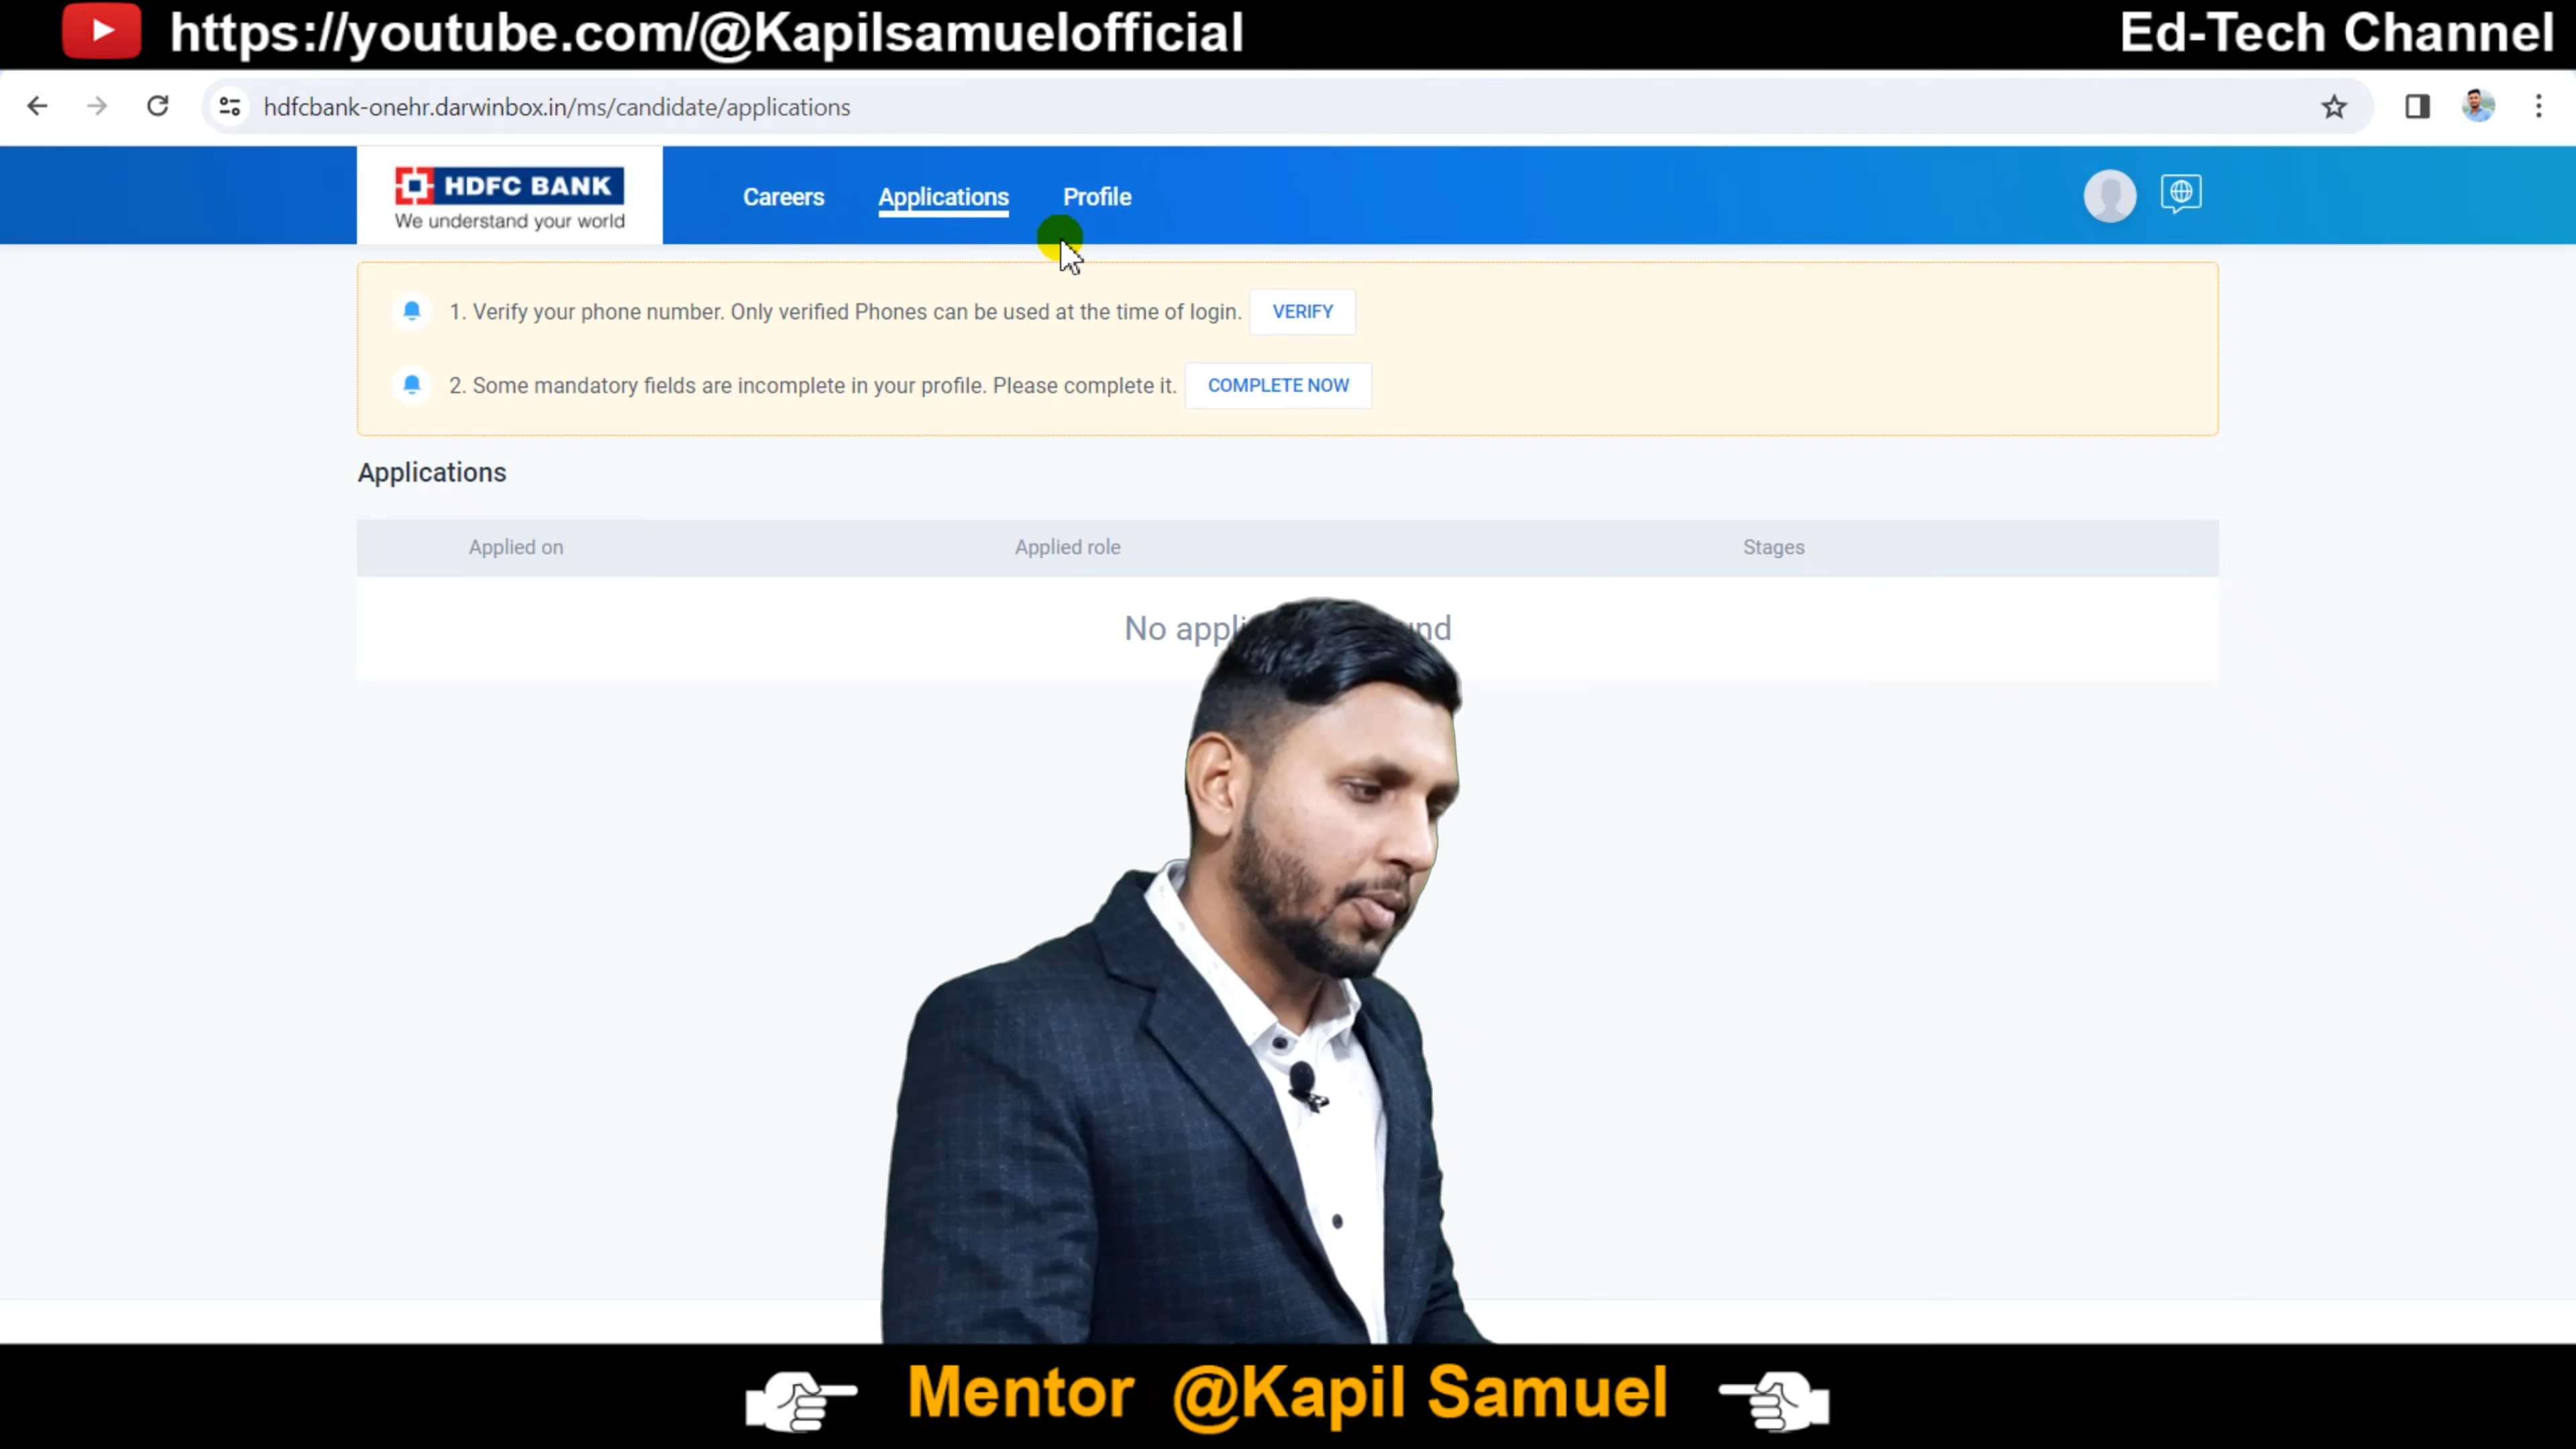 https://youtube.com/@Kapilsamuelofficial
Ed-Tech Channel
hdfcbank-onehr.darwinbox.in/ms/candidate/applications
HDFC BANK
We understand your world
Careers Applications Profile
1. Verify your phone number. Only verified Phones can be used at the time of login. VERIFY
2. Some mandatory fields are incomplete in your profile. Please complete it. COMPLETE NOW
Applications
Applied on Applied role Stages
No
Mentor @Kapil Samuel